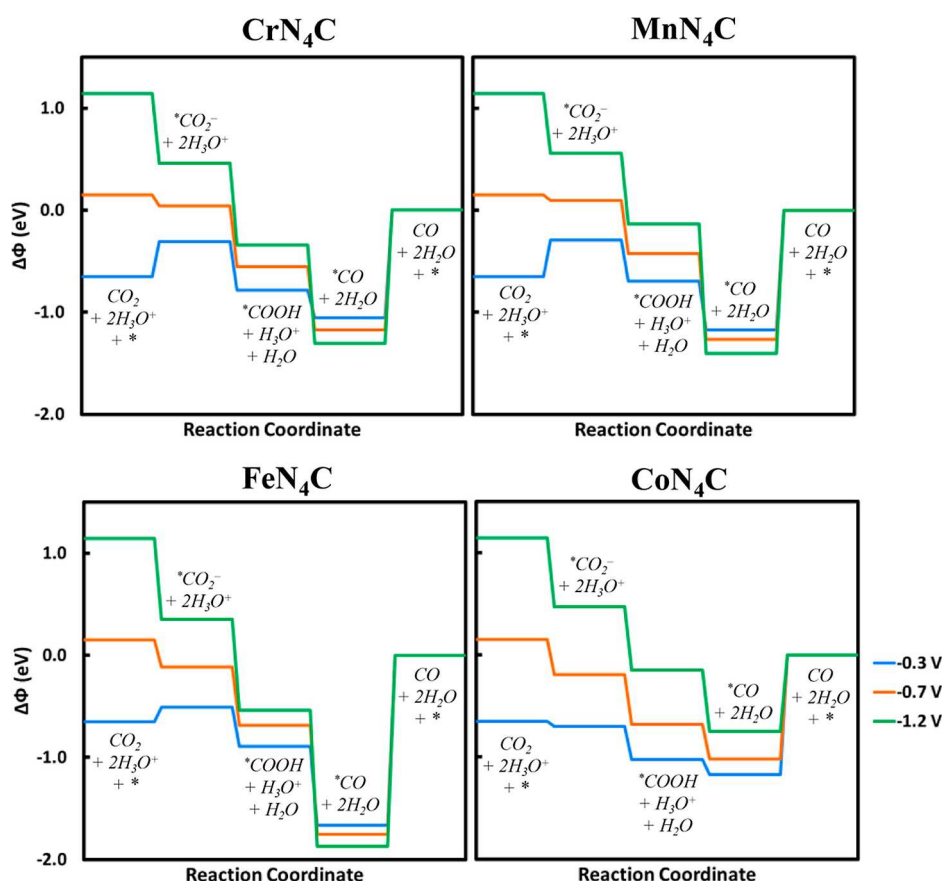 CrN₄C
MnN₄C
ΔΦ (eV)
1.0
0.0
-1.0
-2.0
*CO₂⁻
+ 2H₃O⁺
CO₂
+ 2H₃O⁺
+ *
*COOH
+ H₃O⁺
+ H₂O
*CO
+ 2H₂O
CO
+ 2H₂O
+ *
Reaction Coordinate
*CO₂⁻
+ 2H₃O⁺
CO₂
+ 2H₃O⁺
+ *
*COOH
+ H₃O⁺
+ H₂O
*CO
+ 2H₂O
CO
+ 2H₂O
+ *
Reaction Coordinate
FeN₄C
CoN₄C
ΔΦ (eV)
1.0
0.0
-1.0
-2.0
*CO₂⁻
+ 2H₃O⁺
CO₂
+ 2H₃O⁺
+ *
*COOH
+ H₃O⁺
+ H₂O
*CO
+ 2H₂O
CO
+ 2H₂O
+ *
Reaction Coordinate
*CO₂⁻
+ 2H₃O⁺
CO₂
+ 2H₃O⁺
+ *
*COOH
+ H₃O⁺
+ H₂O
*CO
+ 2H₂O
CO
+ 2H₂O
+ *
Reaction Coordinate
-0.3 V
-0.7 V
-1.2 V